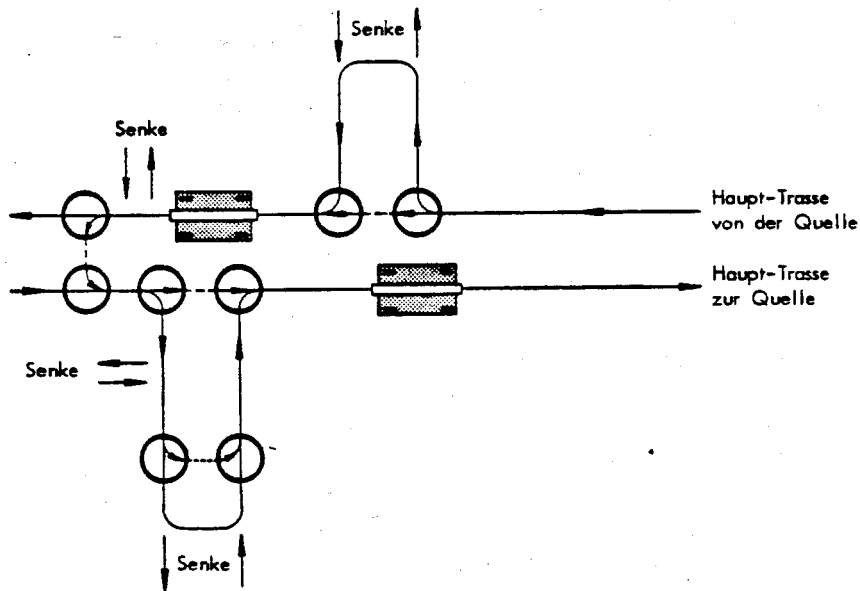 Senke
Senke
Haupt-Trasse
von der Quelle
Haupt-Trasse
zur Quelle
Senke
Senke